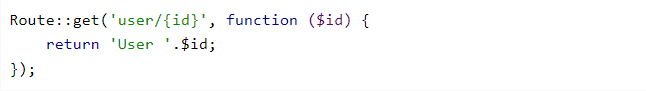 Route::get('user/{id}', function ($id) {
    return 'User '.$id;
});